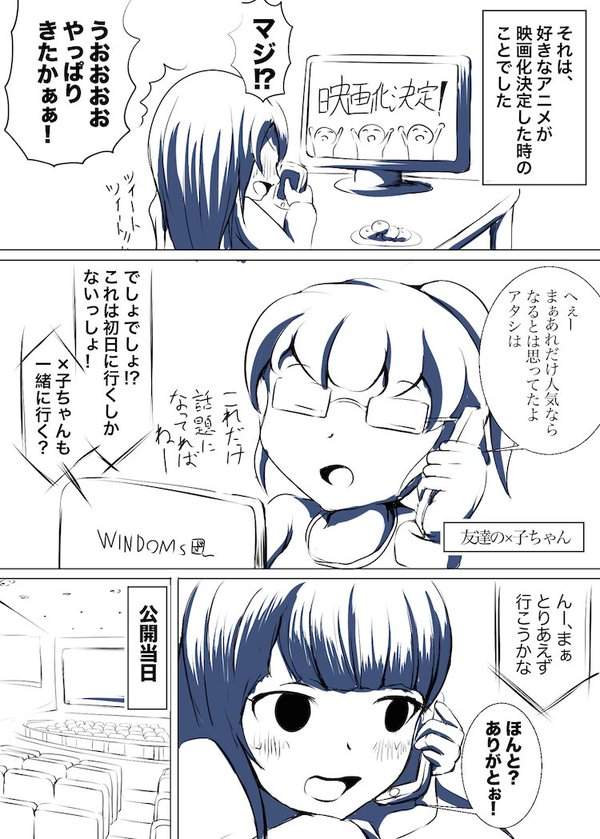 それは、
好きなアニメが
映画化決定した時の
ことでした
映画化決定!
マジ!?
うおおおお
やっぱり
きたかぁぁ!
ツイート
ツイート
へぇー
まぁあれだけ人気なら
なるとは思ってたよ
アタシは
これだけ
話題に
なってれば
ねー
でしょでしょ!?
これは初日に行くしか
ないっしょ!
×子ちゃんも
一緒に行く?
WINDOMs
友達の×子ちゃん
んー、まぁ
とりあえず
行こうかな
ほんと?
ありがとぉ!
公開当日